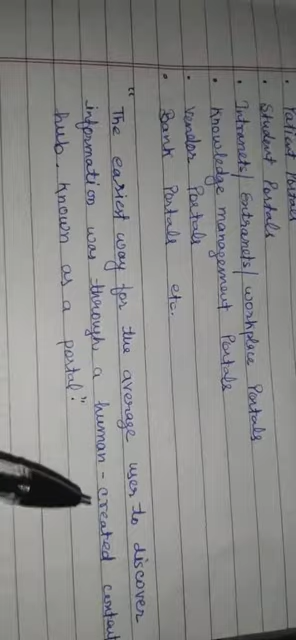 • Patient Portals
• Student Portals
• Intranets/Extranets/workplace Portals
• Knowledge management Portals
• Vendor Portals
• Bank Portals etc.
"The easiest way for the average user to discover
information was through a human-created content
hub. Known as a portal."